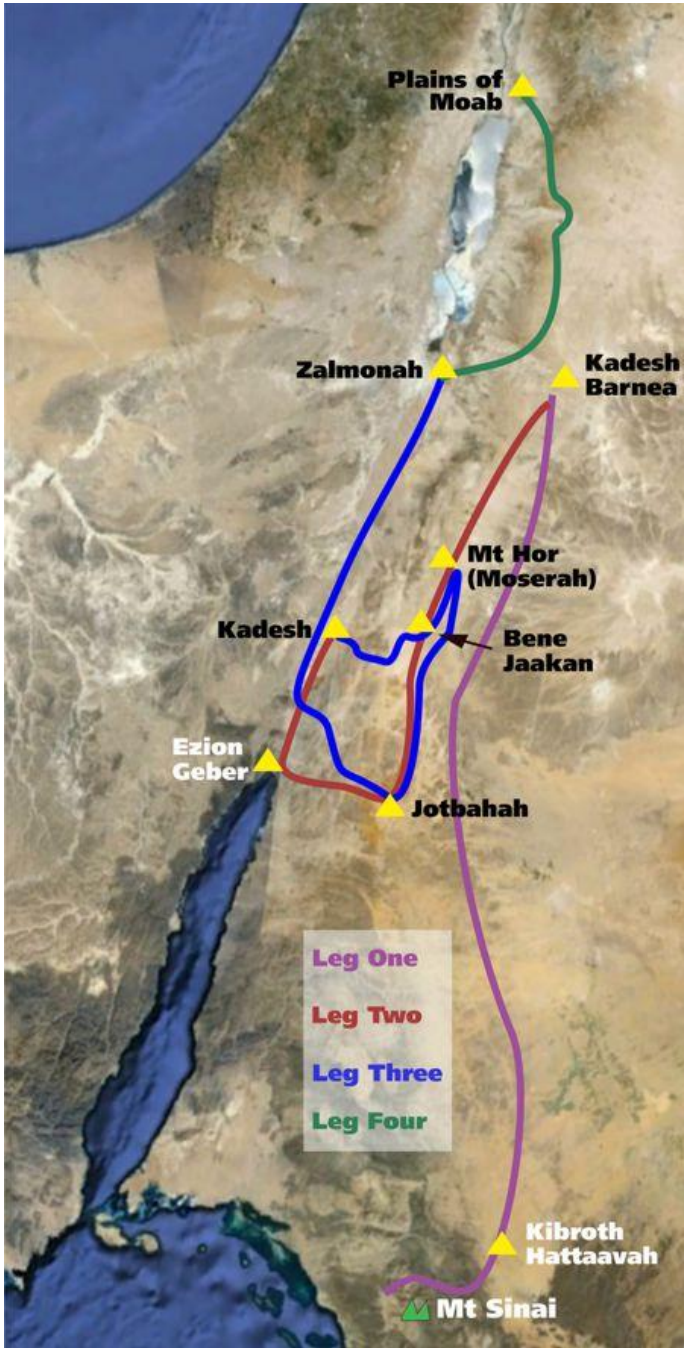 Plains of
Moab
Zalmonah
Kadesh
Barnea
Mt Hor
(Moserah)
Kadesh
Bene
Jaakan
Ezion
Geber
Jotbahah
Leg One
Leg Two
Leg Three
Leg Four
Kibroth
Hattaavah
Mt Sinai